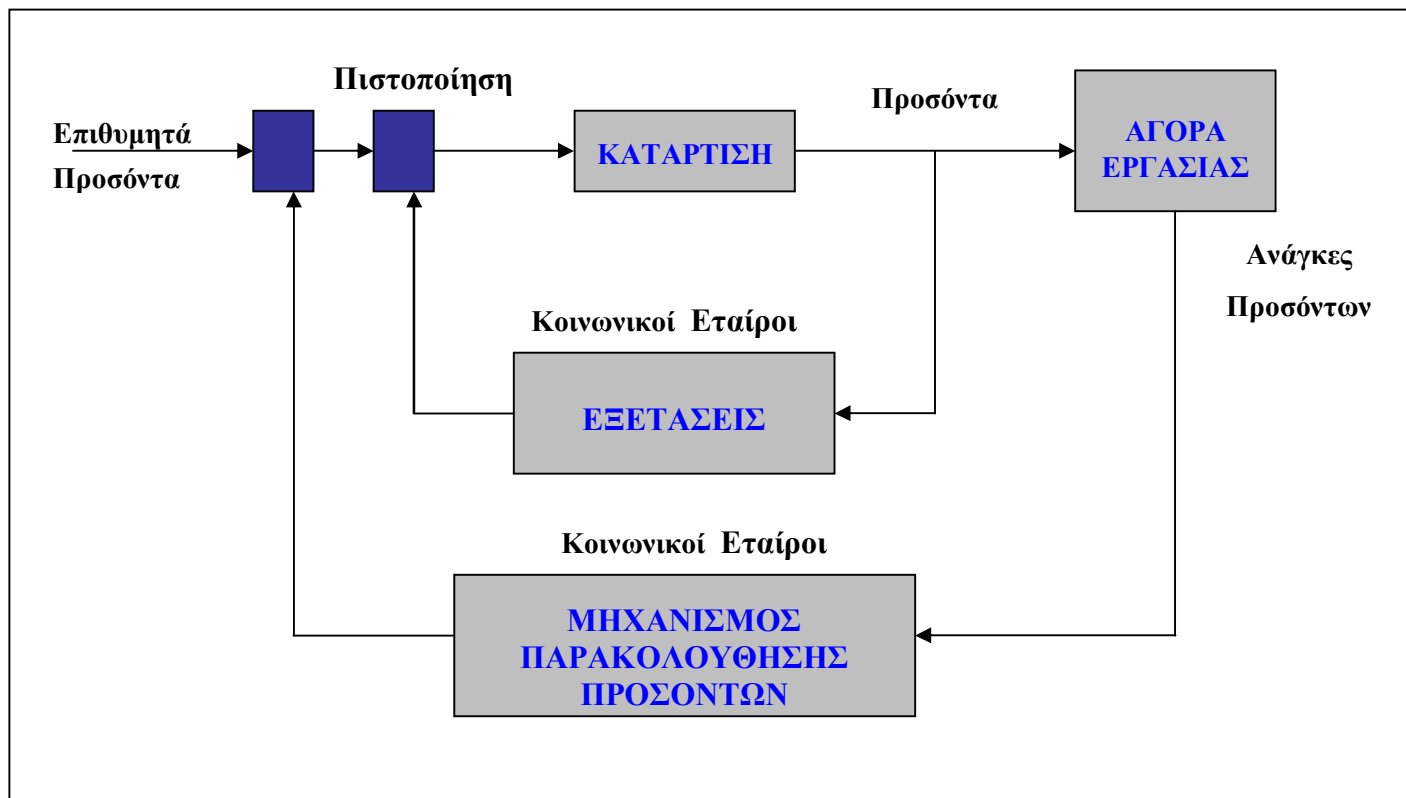 Πιστοποίηση
Προσόντα
Επιθυμητά
Προσόντα
ΚΑΤΑΡΤΙΣΗ
ΑΓΟΡΑ
ΕΡΓΑΣΙΑΣ
Ανάγκες
Προσόντων
Κοινωνικοί Εταίροι
ΕΞΕΤΑΣΕΙΣ
Κοινωνικοί Εταίροι
ΜΗΧΑΝΙΣΜΟΣ
ΠΑΡΑΚΟΛΟΥΘΗΣΗΣ
ΠΡΟΣΟΝΤΩΝ